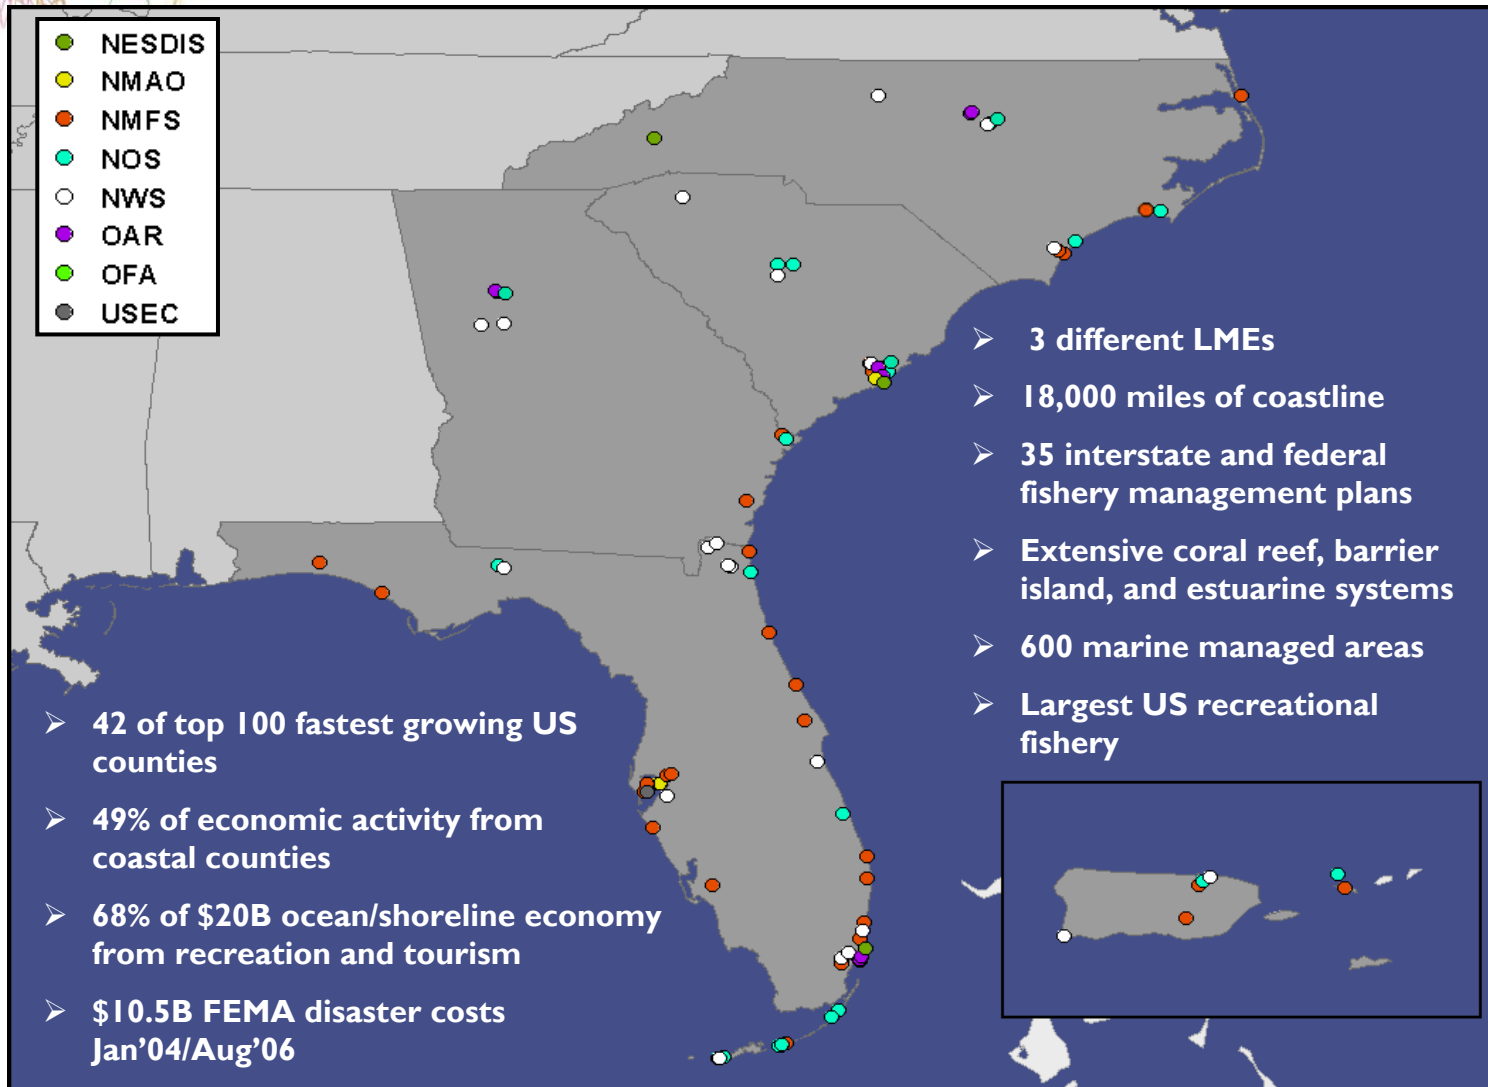 NESDIS
NMAO
NMFS
NOS
NWS
OAR
OFA
USEC
➢ 3 different LMEs
➢ 18,000 miles of coastline
➢ 35 interstate and federal
fishery management plans
➢ Extensive coral reef, barrier
island, and estuarine systems
➢ 600 marine managed areas
➢ Largest US recreational
fishery
➢ 42 of top 100 fastest growing US
counties
➢ 49% of economic activity from
coastal counties
➢ 68% of $20B ocean/shoreline economy
from recreation and tourism
➢ $10.5B FEMA disaster costs
Jan'04/Aug'06